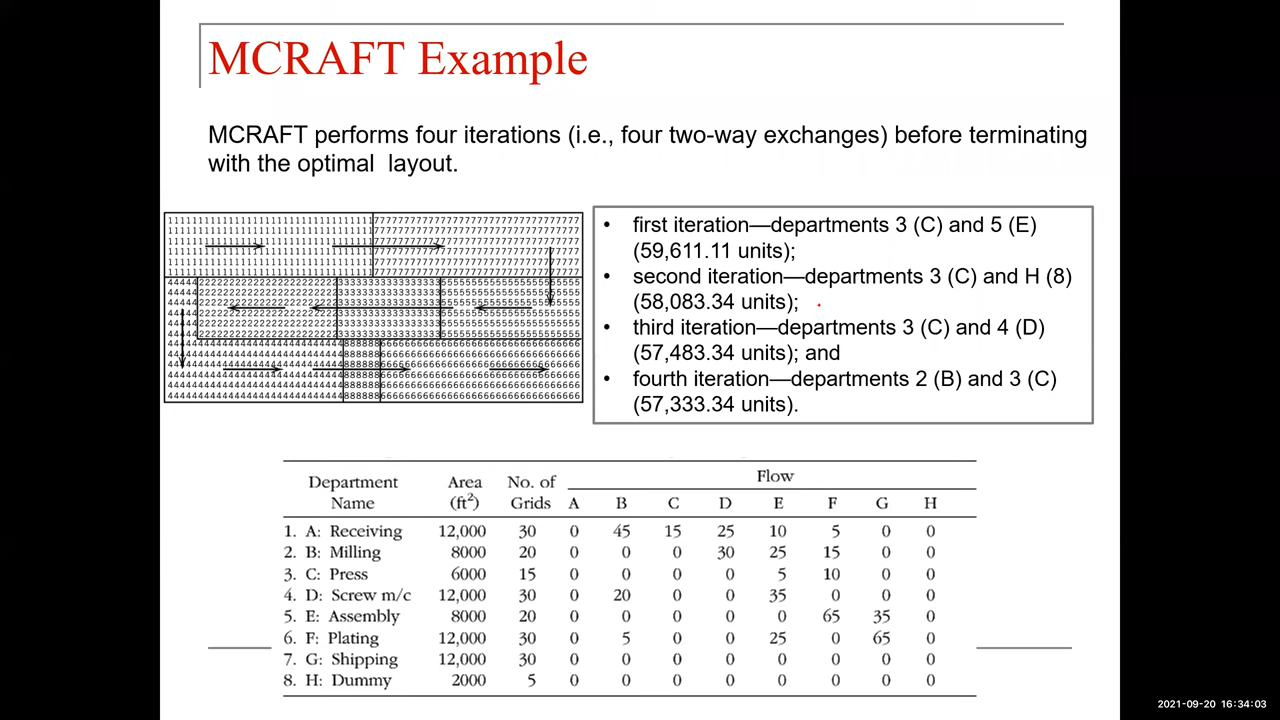 MCRAFT Example
MCRAFT performs four iterations (i.e., four two-way exchanges) before terminating
with the optimal layout.
• first iteration—departments 3 (C) and 5 (E)
(59,611.11 units);
• second iteration—departments 3 (C) and H (8)
(58,083.34 units);
• third iteration—departments 3 (C) and 4 (D)
(57,483.34 units); and
• fourth iteration—departments 2 (B) and 3 (C)
(57,333.34 units).
Department Area No. of Flow
Name (ft²) Grids A B C D E F G H
1. A: Receiving 12,000 30 0 45 15 25 10 5 0 0
2. B: Milling 8000 20 0 0 0 30 25 15 0 0
3. C: Press 6000 15 0 0 0 0 5 10 0 0
4. D: Screw m/c 12,000 30 0 20 0 0 35 0 0 0
5. E: Assembly 8000 20 0 0 0 0 0 65 35 0
6. F: Plating 12,000 30 0 5 0 0 25 0 65 0
7. G: Shipping 12,000 30 0 0 0 0 0 0 0 0
8. H: Dummy 2000 5 0 0 0 0 0 0 0 0
2021-09-20 16:34:03